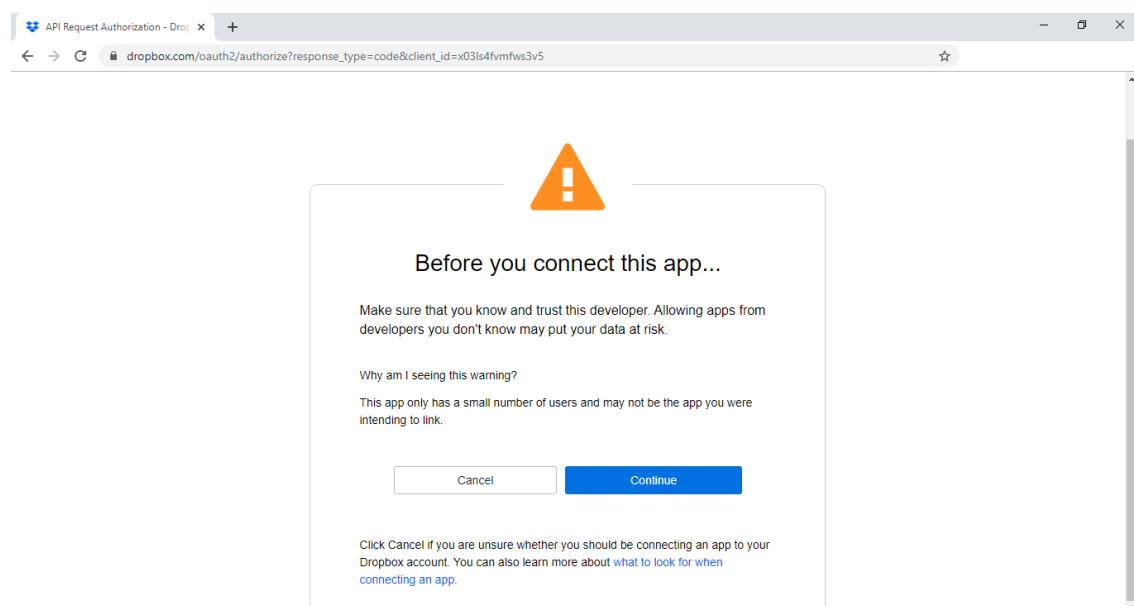 API Request Authorization - Drop
dropbox.com/oauth2/authorize?response_type=code&client_id=x03ls4fvmfws3v5
Before you connect this app...
Make sure that you know and trust this developer. Allowing apps from
developers you don't know may put your data at risk.
Why am I seeing this warning?
This app only has a small number of users and may not be the app you were
intending to link.
Cancel
Continue
Click Cancel if you are unsure whether you should be connecting an app to your
Dropbox account. You can also learn more about what to look for when
connecting an app.